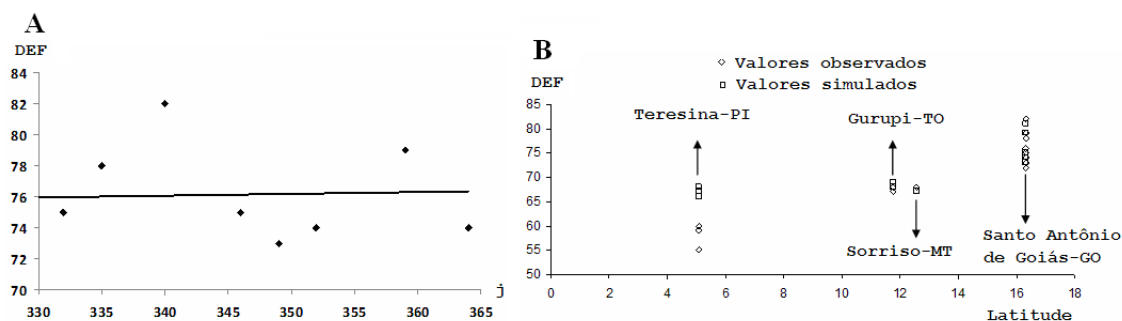 A
DEF
84
82
80
78
76
74
72
70
330
335
340
345
350
355
360
365
j
B
◇ Valores observados
□ Valores simulados
DEF
85
80
75
70
65
60
55
50
0
2
4
6
8
10
12
14
16
18
Teresina-PI
Gurupi-TO
Sorriso-MT
Santo Antônio
de Goiás-GO
Latitude